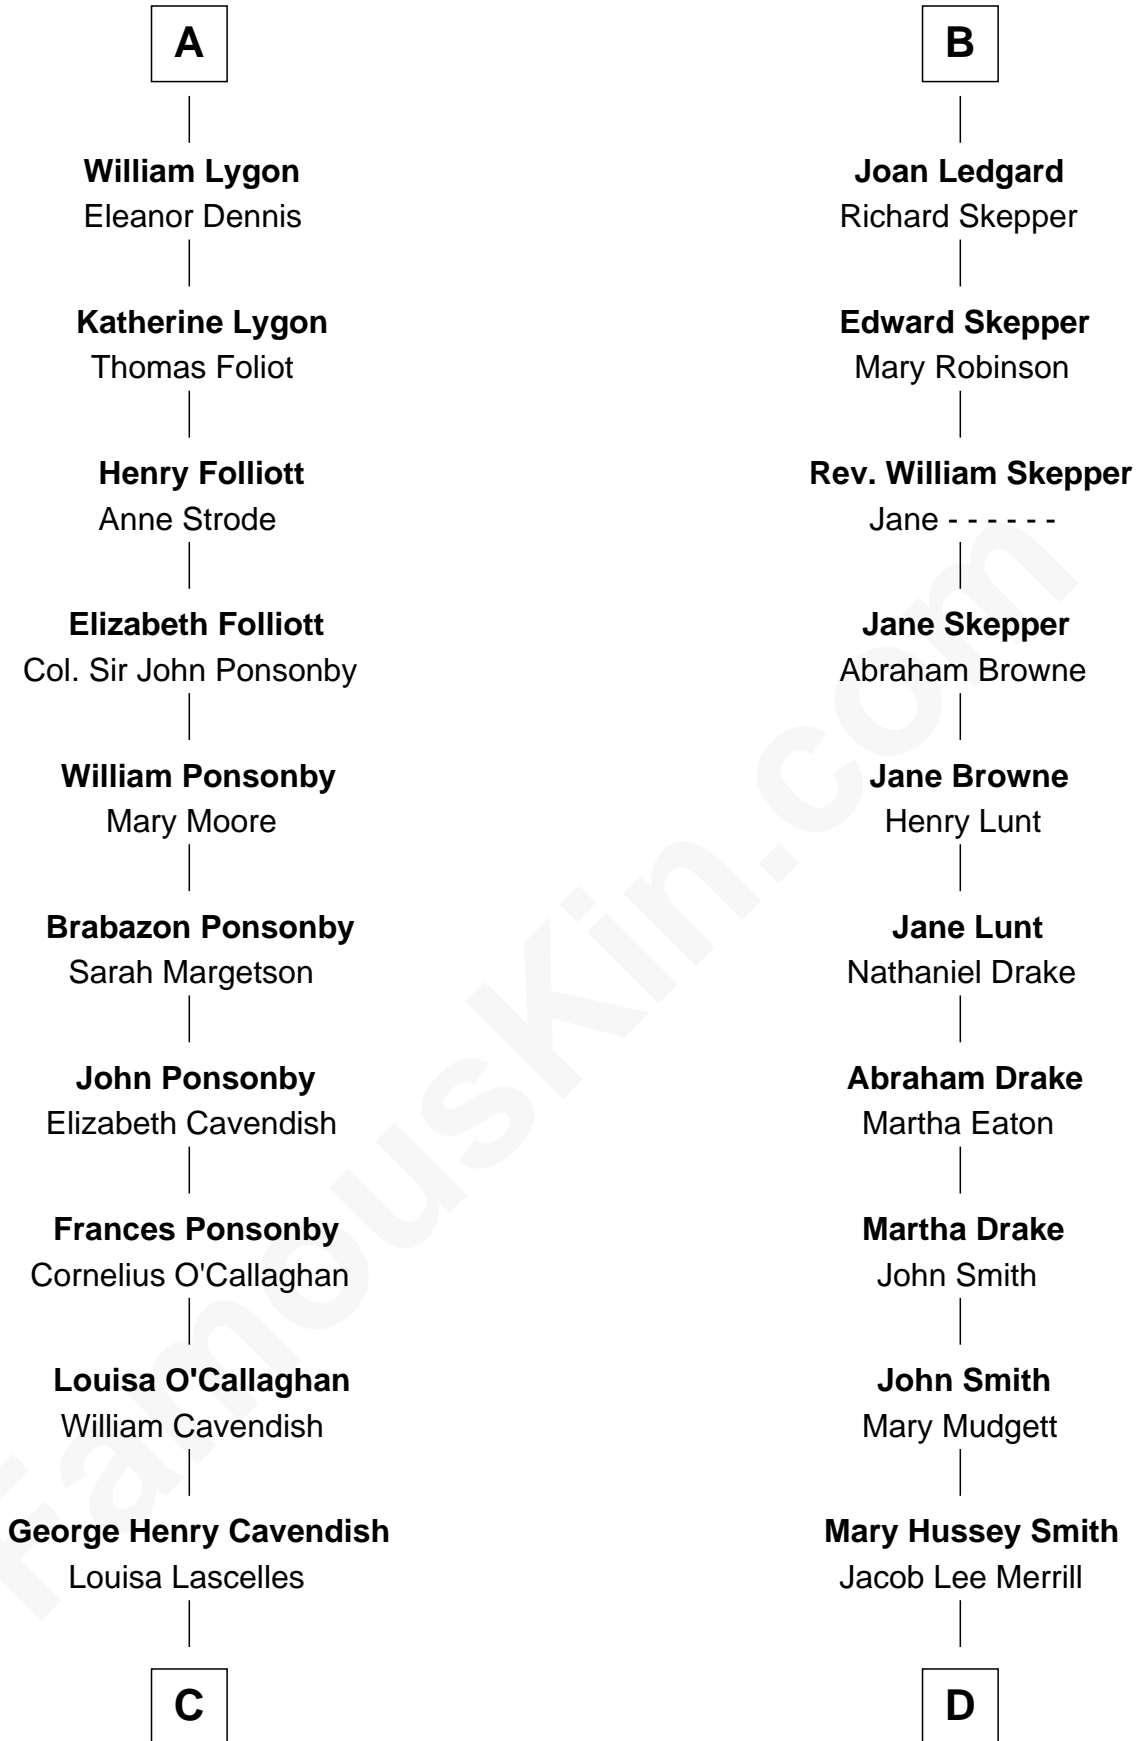 A
William Lygon
Eleanor Dennis
Katherine Lygon
Thomas Foliot
Henry Folliott
Anne Strode
Elizabeth Folliott
Col. Sir John Ponsonby
William Ponsonby
Mary Moore
Brabazon Ponsonby
Sarah Margetson
John Ponsonby
Elizabeth Cavendish
Frances Ponsonby
Cornelius O'Callaghan
Louisa O'Callaghan
William Cavendish
George Henry Cavendish
Louisa Lascelles
C
B
Joan Ledgard
Richard Skepper
Edward Skepper
Mary Robinson
Rev. William Skepper
Jane - - - - - -
Jane Skepper
Abraham Browne
Jane Browne
Henry Lunt
Jane Lunt
Nathaniel Drake
Abraham Drake
Martha Eaton
Martha Drake
John Smith
John Smith
Mary Mudgett
Mary Hussey Smith
Jacob Lee Merrill
D
FamousKin.com